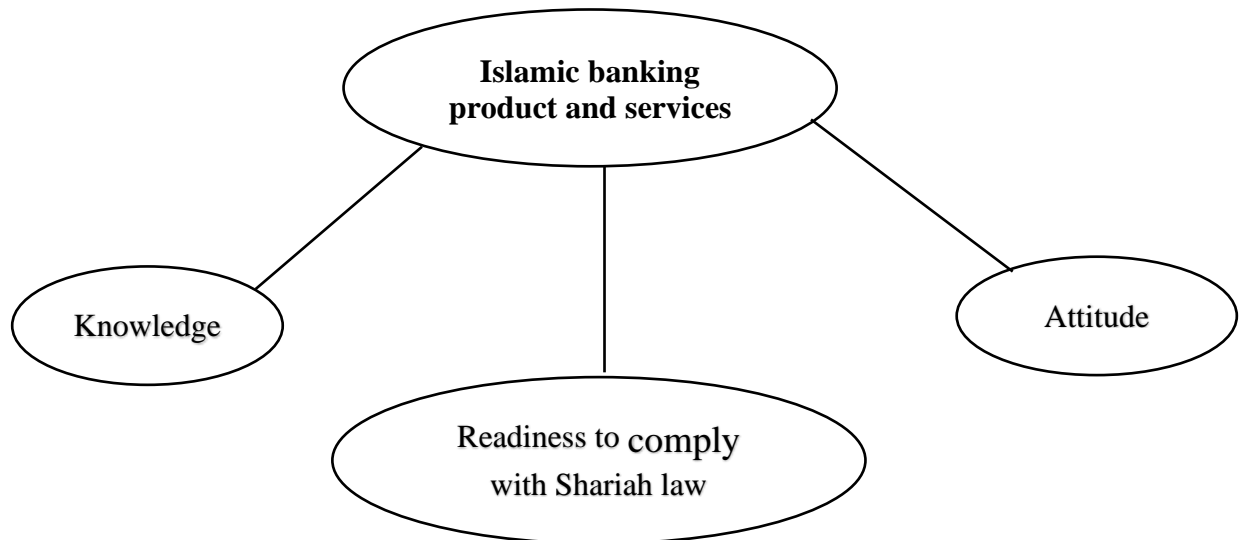 Islamic banking
product and services
Knowledge
Attitude
Readiness to comply
with Shariah law